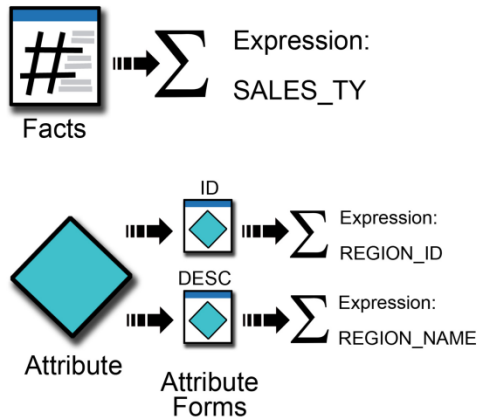 Expression:
SALES_TY
Facts
ID
Expression:
REGION_ID
DESC
Expression:
REGION_NAME
Attribute
Attribute
Forms